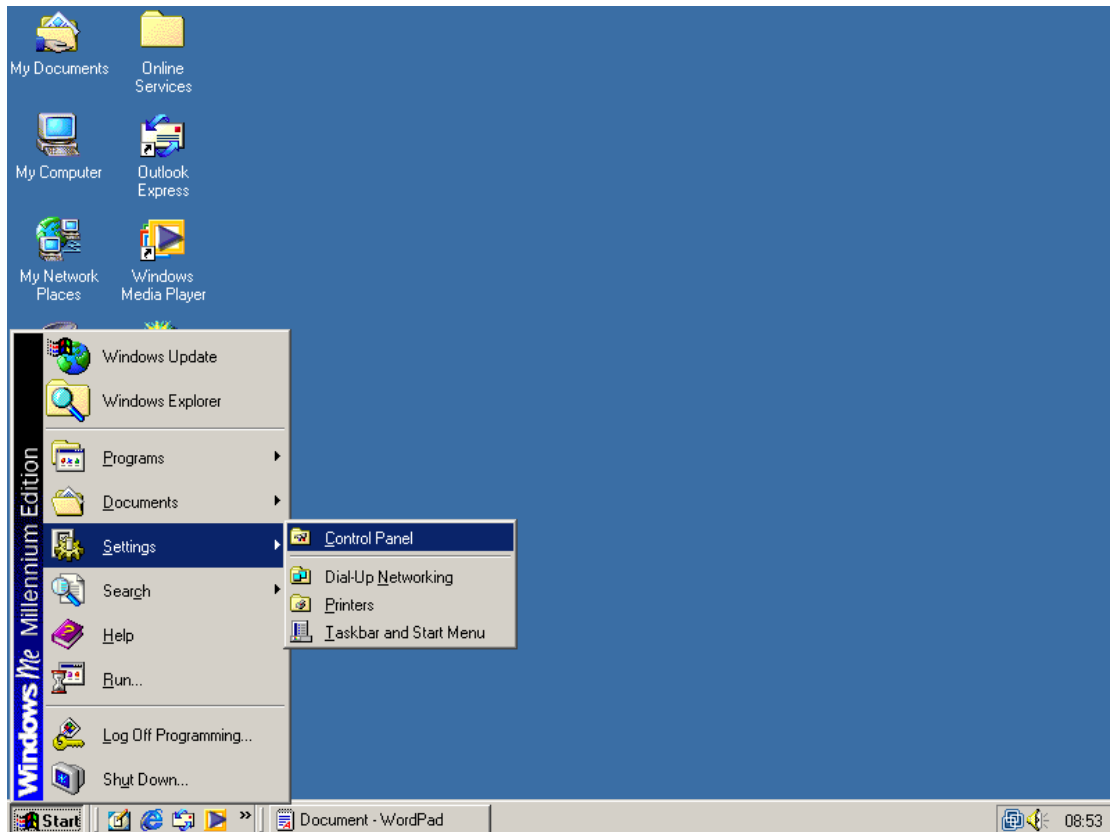 My Documents
Online
Services
My Computer
Outlook
Express
My Network
Places
Windows
Media Player
Windows Me Millennium Edition
Windows Update
Windows Explorer
Programs
Documents
Settings
Search
Help
Run...
Log Off Programming...
Shut Down...
Control Panel
Dial-Up Networking
Printers
Taskbar and Start Menu
Start
»
Document - WordPad
08:53